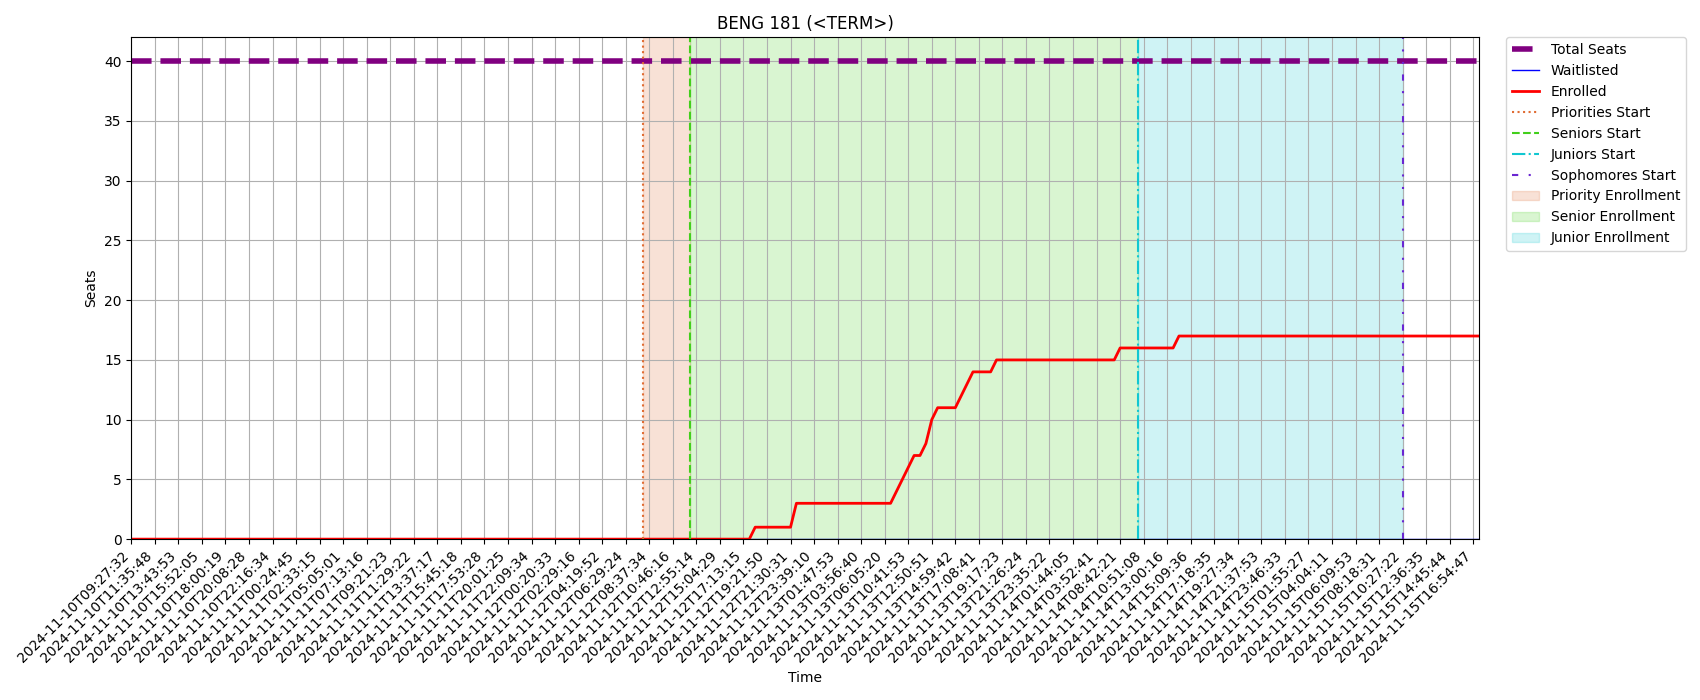 BENG 181 (<TERM>)
Total Seats
Waitlisted
Enrolled
Priorities Start
Seniors Start
Juniors Start
Sophomores Start
Priority Enrollment
Senior Enrollment
Junior Enrollment
Seats
40
35
30
25
20
15
10
5
0
2024-11-10T09:27:32
2024-11-10T11:35:48
2024-11-10T13:43:53
2024-11-10T15:52:05
2024-11-10T18:00:19
2024-11-10T20:08:28
2024-11-10T22:16:34
2024-11-11T00:24:45
2024-11-11T02:33:15
2024-11-11T05:05:01
2024-11-11T07:13:16
2024-11-11T09:21:23
2024-11-11T11:29:22
2024-11-11T13:37:17
2024-11-11T15:45:18
2024-11-11T17:53:28
2024-11-11T20:01:25
2024-11-11T22:09:34
2024-11-12T00:20:33
2024-11-12T02:29:16
2024-11-12T04:19:52
2024-11-12T06:29:24
2024-11-12T08:37:34
2024-11-12T10:46:16
2024-11-12T12:55:14
2024-11-12T15:04:29
2024-11-12T17:13:15
2024-11-12T19:21:50
2024-11-12T21:30:31
2024-11-12T23:39:10
2024-11-13T01:47:53
2024-11-13T03:56:40
2024-11-13T06:05:20
2024-11-13T10:41:53
2024-11-13T12:50:51
2024-11-13T14:59:42
2024-11-13T17:08:41
2024-11-13T19:17:23
2024-11-13T21:26:24
2024-11-13T23:35:22
2024-11-14T01:44:05
2024-11-14T03:52:41
2024-11-14T08:42:21
2024-11-14T10:51:08
2024-11-14T13:00:16
2024-11-14T15:09:36
2024-11-14T17:18:35
2024-11-14T19:27:34
2024-11-14T21:37:53
2024-11-14T23:46:33
2024-11-15T01:55:27
2024-11-15T04:04:11
2024-11-15T06:09:53
2024-11-15T08:18:31
2024-11-15T10:27:22
2024-11-15T12:36:35
2024-11-15T14:45:44
2024-11-15T16:54:47
Time